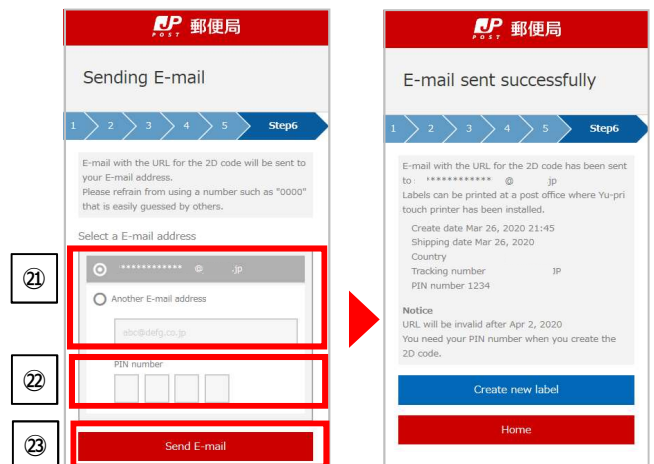 JP POST 郵便局
Sending E-mail
1 2 3 4 5 Step6
E-mail with the URL for the 2D code will be sent to
your E-mail address.
Please refrain from using a number such as "0000"
that is easily guessed by others.
Select a E-mail address
㉑
************ @ .jp
Another E-mail address
ebc@defg.co.jp
㉒
PIN number
㉓
Send E-mail
JP POST 郵便局
E-mail sent successfully
1 2 3 4 5 Step6
E-mail with the URL for the 2D code has been sent
to : ************ @ jp
Labels can be printed at a post office where Yu-pri
touch printer has been installed.
Create date Mar 26, 2020 21:45
Shipping date Mar 26, 2020
Country
Tracking number JP
PIN number 1234
Notice
URL will be invalid after Apr 2, 2020
You need your PIN number when you create the
2D code.
Create new label
Home